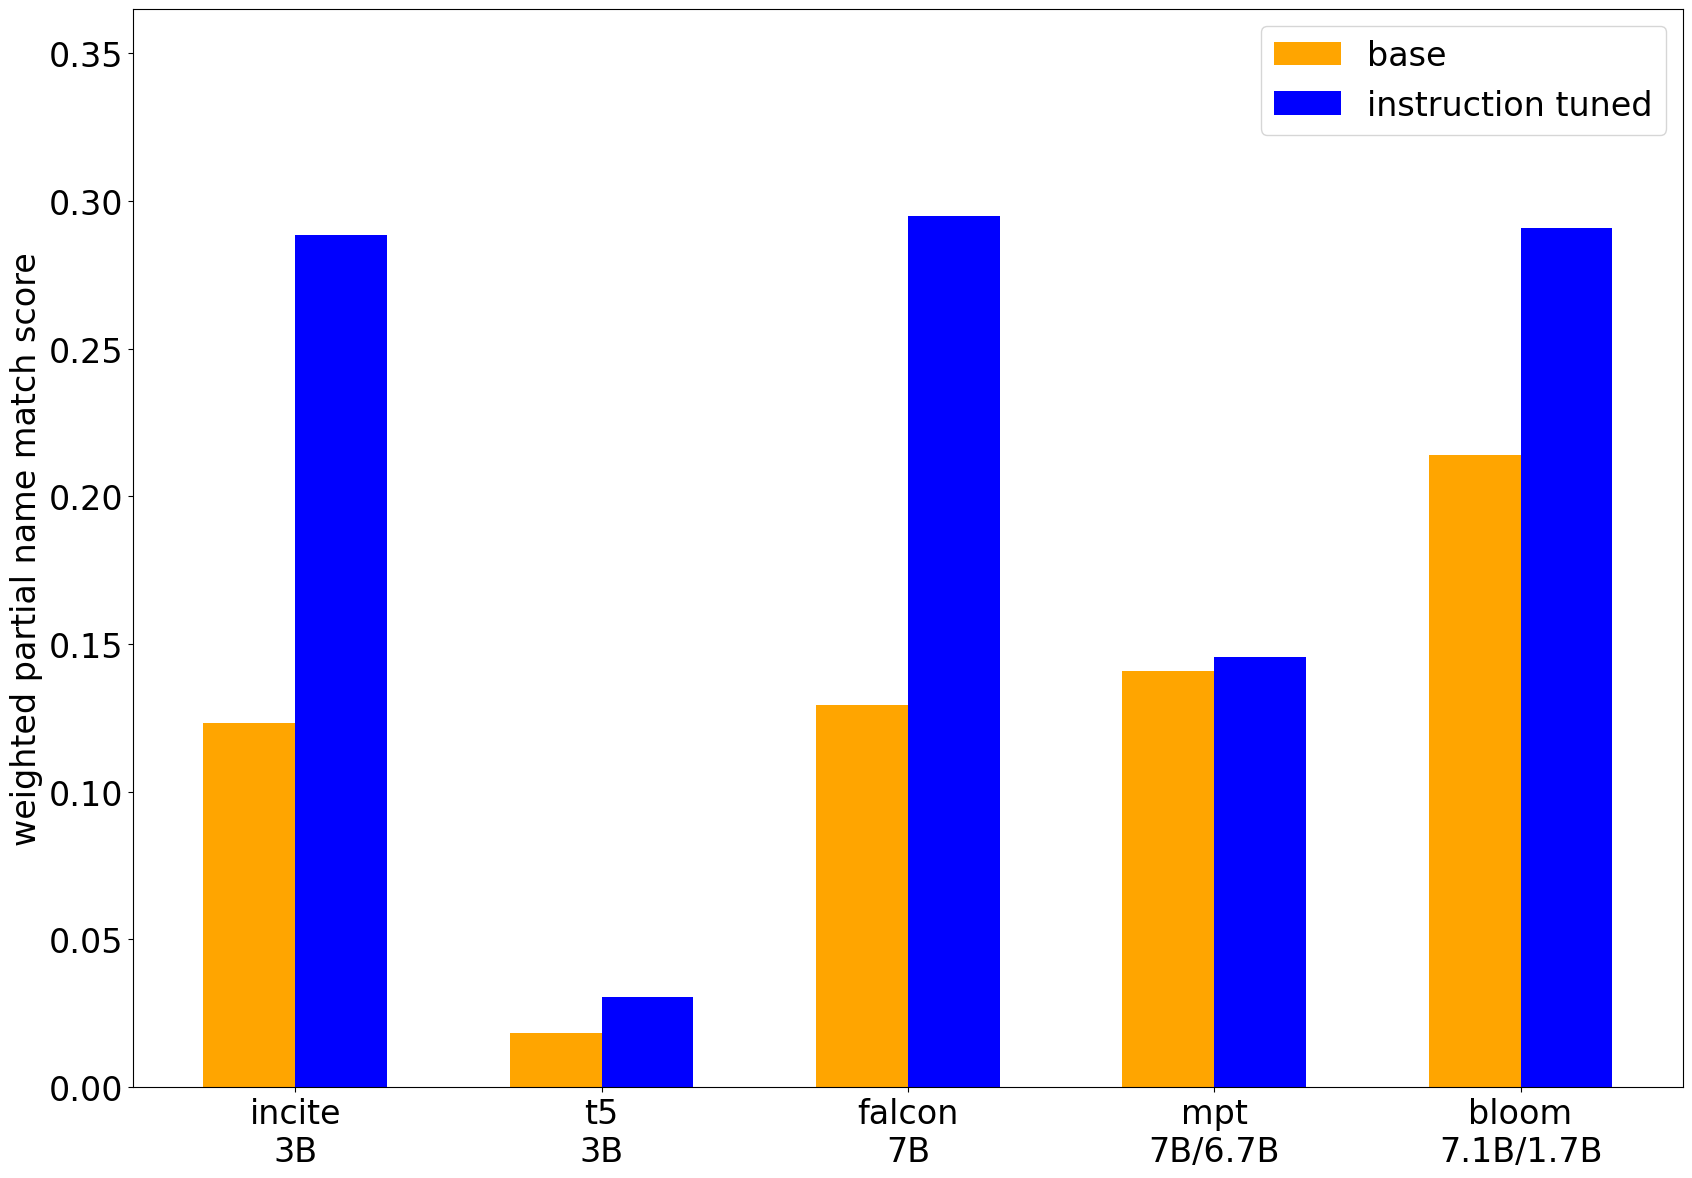 base
instruction tuned
weighted partial name match score
0.35
0.30
0.25
0.20
0.15
0.10
0.05
0.00
incite
3B
t5
3B
falcon
7B
mpt
7B/6.7B
bloom
7.1B/1.7B